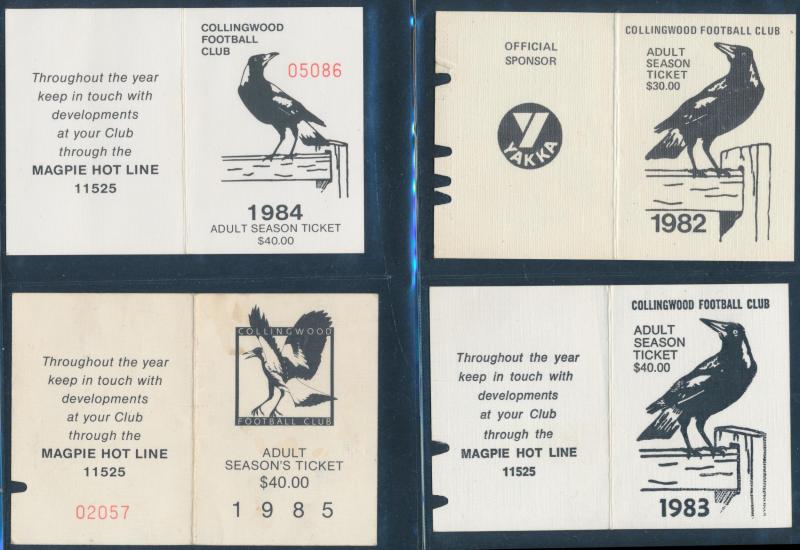 Throughout the year
keep in touch with
developments
at your Club
through the
MAGPIE HOT LINE
11525
COLLINGWOOD
FOOTBALL
CLUB
05086
1984
ADULT SEASON TICKET
$40.00
OFFICIAL
SPONSOR
Y
YAKKA
COLLINGWOOD FOOTBALL CLUB
ADULT
SEASON
TICKET
$30.00
1982
Throughout the year
keep in touch with
developments
at your Club
through the
MAGPIE HOT LINE
11525
02057
COLLINGWOOD
FOOTBALL CLUB
ADULT
SEASON'S TICKET
$40.00
1985
Throughout the year
keep in touch with
developments
at your Club
through the
MAGPIE HOT LINE
11525
COLLINGWOOD FOOTBALL CLUB
ADULT
SEASON
TICKET
$40.00
1983